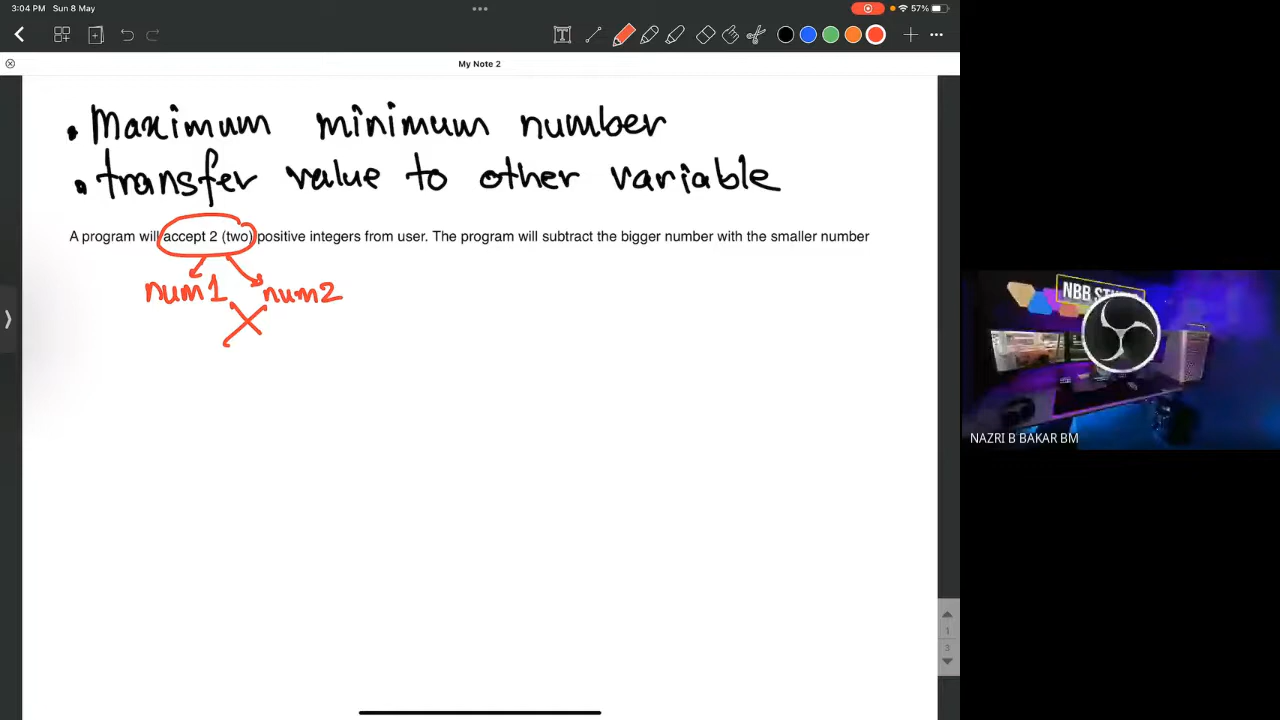 3:04 PM Sun 8 May
57%
My Note 2
• Maximum minimum number
• transfer value to other variable
A program will accept 2 (two) positive integers from user. The program will subtract the bigger number with the smaller number
num1 num2
1
3
NAZRI B BAKAR BM